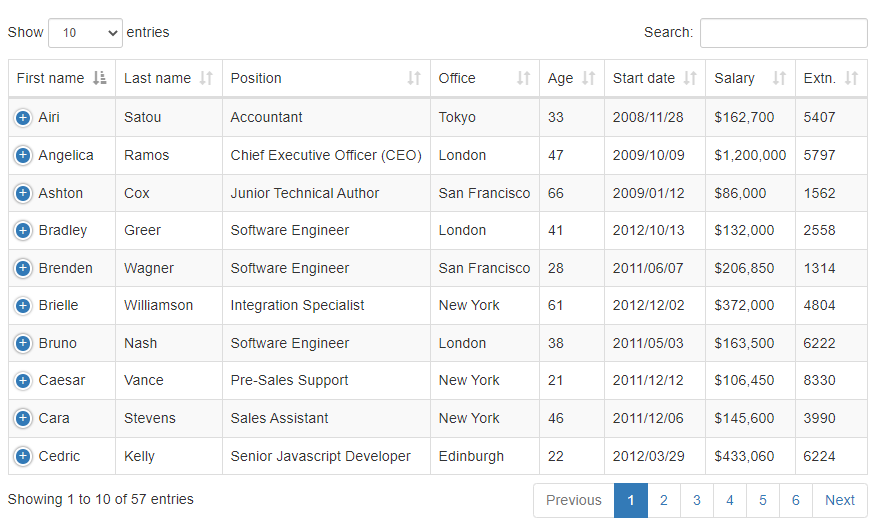 Show 10 entries Search:
First name Last name Position Office Age Start date Salary Extn.
Airi Satou Accountant Tokyo 33 2008/11/28 $162,700 5407
Angelica Ramos Chief Executive Officer (CEO) London 47 2009/10/09 $1,200,000 5797
Ashton Cox Junior Technical Author San Francisco 66 2009/01/12 $86,000 1562
Bradley Greer Software Engineer London 41 2012/10/13 $132,000 2558
Brenden Wagner Software Engineer San Francisco 28 2011/06/07 $206,850 1314
Brielle Williamson Integration Specialist New York 61 2012/12/02 $372,000 4804
Bruno Nash Software Engineer London 38 2011/05/03 $163,500 6222
Caesar Vance Pre-Sales Support New York 21 2011/12/12 $106,450 8330
Cara Stevens Sales Assistant New York 46 2011/12/06 $145,600 3990
Cedric Kelly Senior Javascript Developer Edinburgh 22 2012/03/29 $433,060 6224
Showing 1 to 10 of 57 entries Previous 1 2 3 4 5 6 Next